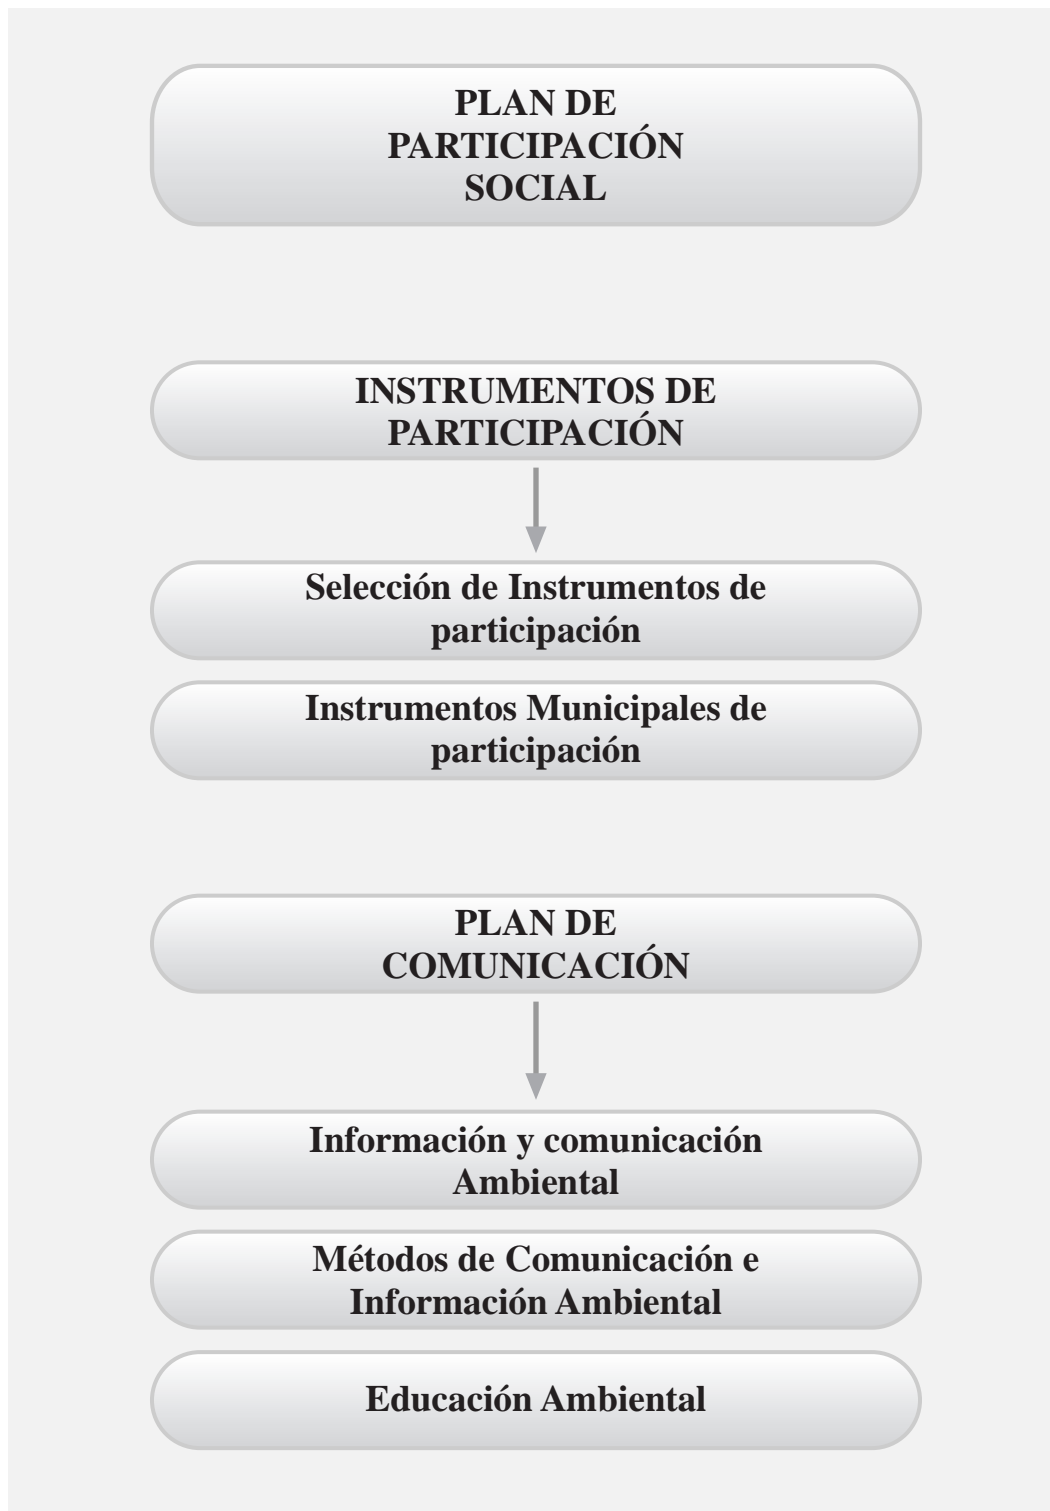 PLAN DE
PARTICIPACIÓN
SOCIAL
INSTRUMENTOS DE
PARTICIPACIÓN
Selección de Instrumentos de
participación
Instrumentos Municipales de
participación
PLAN DE
COMUNICACIÓN
Información y comunicación
Ambiental
Métodos de Comunicación e
Información Ambiental
Educación Ambiental